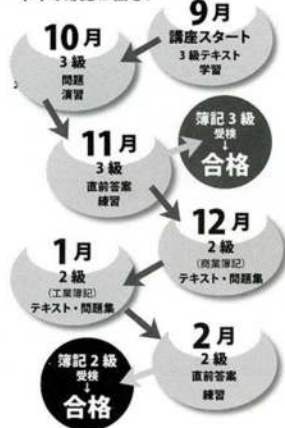 9月
講座スタート
3級テキスト
学習
10月
3級
問題
演習
11月
3級
直前答案
練習
簿記3級
受検
↓
合格
12月
2級
(商業簿記)
テキスト・問題集
1月
2級
(工業簿記)
テキスト・問題集
2月
2級
直前答案
練習
簿記2級
受検
↓
合格